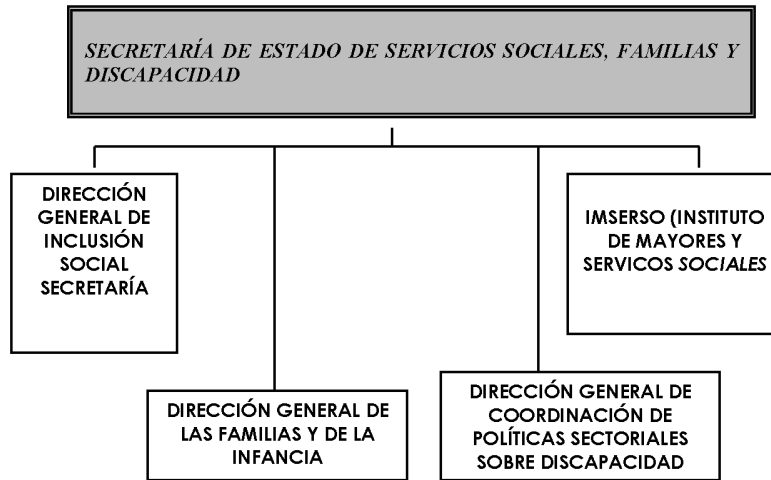 SECRETARÍA DE ESTADO DE SERVICIOS SOCIALES, FAMILIAS Y
DISCAPACIDAD
DIRECCIÓN
GENERAL DE
INCLUSIÓN
SOCIAL
SECRETARÍA
IMSERSO (INSTITUTO
DE MAYORES Y
SERVICOS SOCIALES
DIRECCIÓN GENERAL DE
LAS FAMILIAS Y DE LA
INFANCIA
DIRECCIÓN GENERAL DE
COORDINACIÓN DE
POLÍTICAS SECTORIALES
SOBRE DISCAPACIDAD